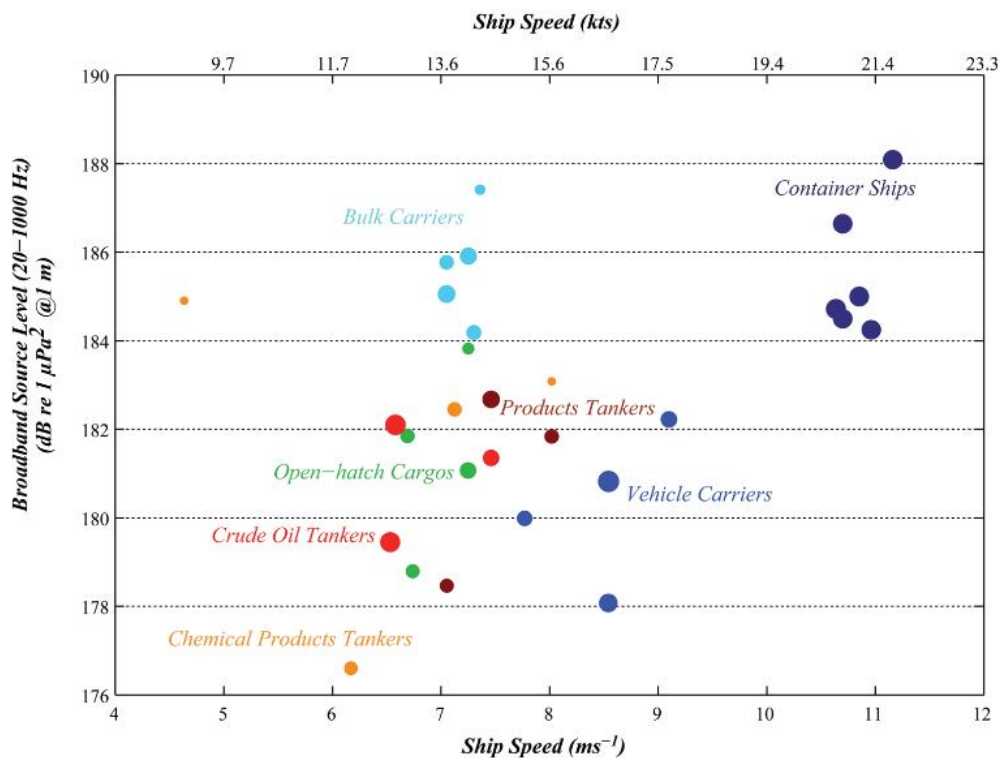 Ship Speed (kts)
9.7 11.7 13.6 15.6 17.5 19.4 21.4 23.3
190
188
186
184
182
180
178
176
Broadband Source Level (20−1000 Hz)
(dB re 1 µPa² @1 m)
Container Ships
Bulk Carriers
Products Tankers
Open−hatch Cargos
Vehicle Carriers
Crude Oil Tankers
Chemical Products Tankers
4 5 6 7 8 9 10 11 12
Ship Speed (ms⁻¹)